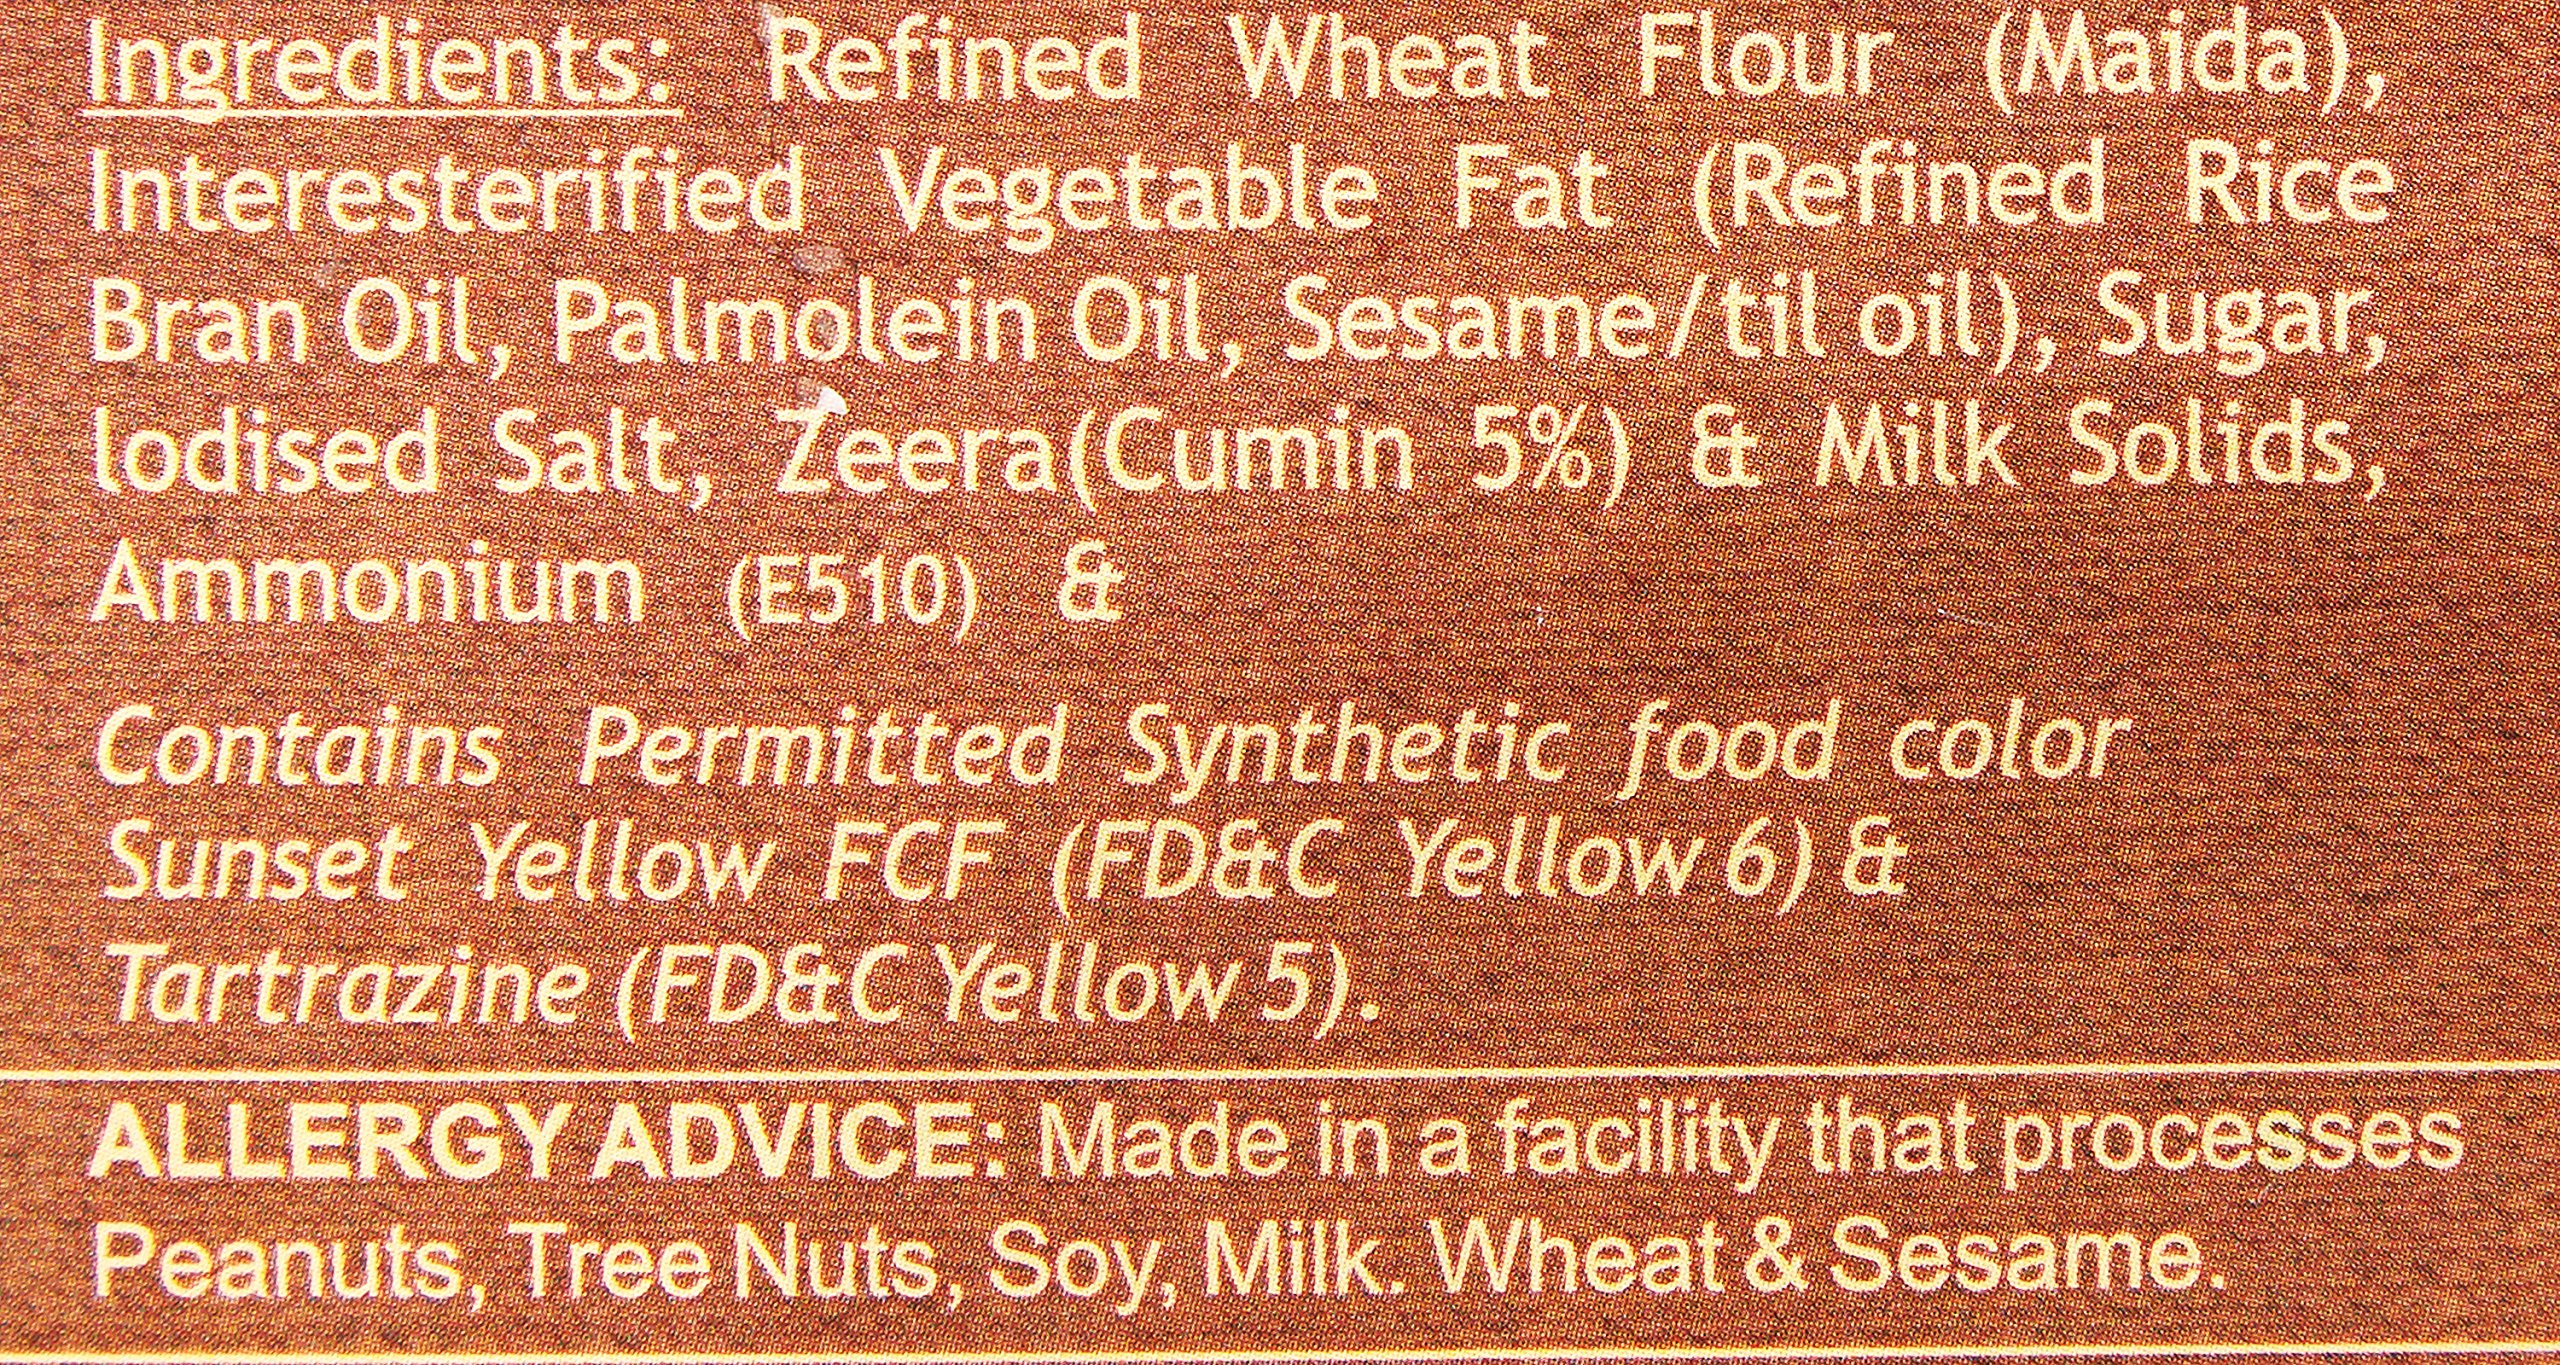 Ingredients: Refined Wheat Flour (Maida),
Interesterified Vegetable Fat (Refined Rice
Bran Oil, Palmolein Oil, Sesame/til oil), Sugar,
Iodised Salt, Zeera(Cumin 5%) & Milk Solids,
Ammonium (E510) &
Contains Permitted Synthetic food color
Sunset Yellow FCF (FD&C Yellow 6) &
Tartrazine (FD&C Yellow 5).
ALLERGY ADVICE: Made in a facility that processes
Peanuts, Tree Nuts, Soy, Milk. Wheat & Sesame.